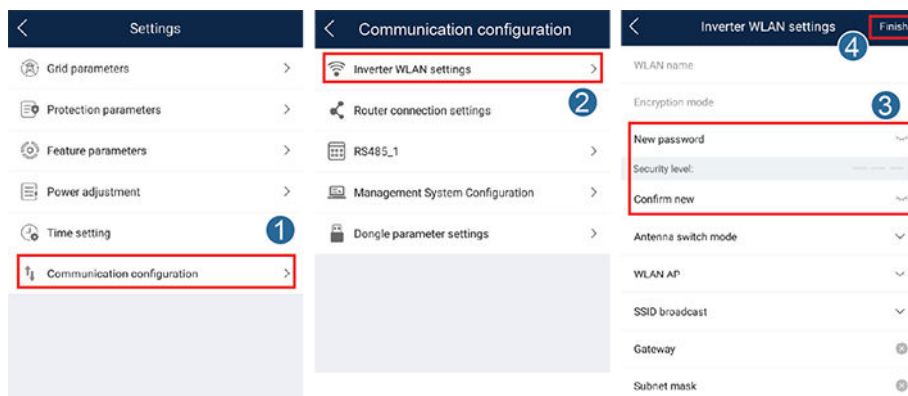 Settings
Grid parameters
Protection parameters
Feature parameters
Power adjustment
Time setting
1
Communication configuration
Communication configuration
Inverter WLAN settings
2
Router connection settings
RS485_1
Management System Configuration
Dongle parameter settings
Inverter WLAN settings
Finish
4
WLAN name
Encryption mode
3
New password
Security level:
Confirm new
Antenna switch mode
WLAN AP
SSID broadcast
Gateway
Subnet mask